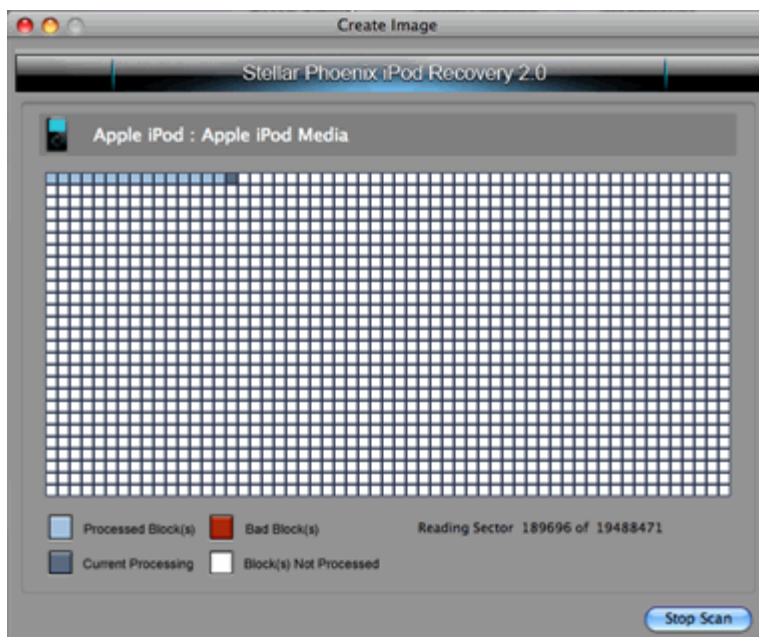 Create Image
Stellar Phoenix iPod Recovery 2.0
Apple iPod : Apple iPod Media
Processed Block(s) Bad Block(s) Reading Sector 189696 of 19488471
Current Processing Block(s) Not Processed
Stop Scan